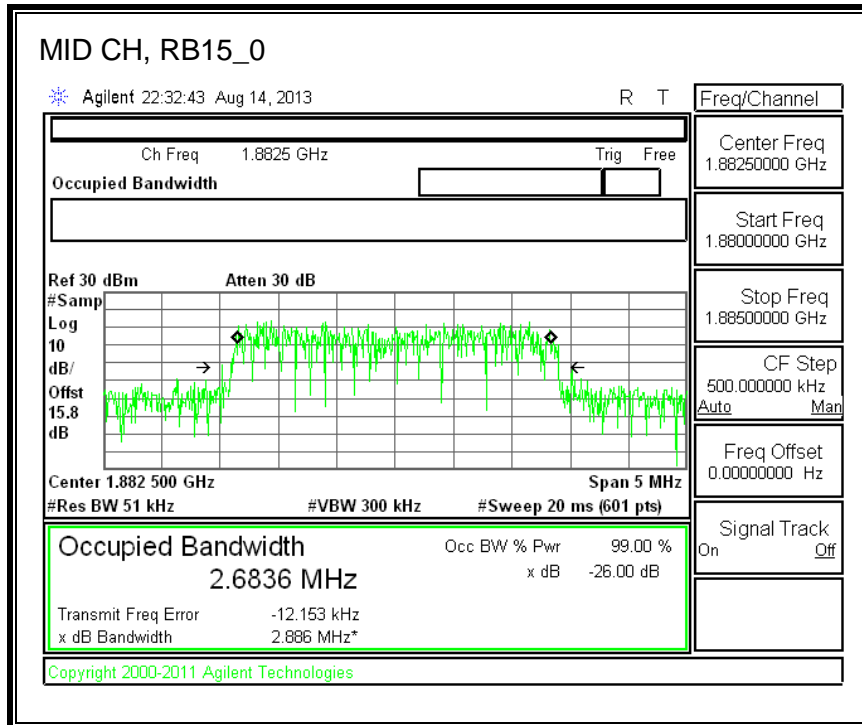 MID CH, RB15_0
Agilent 22:32:43 Aug 14, 2013 R T
Freq/Channel
Ch Freq 1.8825 GHz Trig Free
Occupied Bandwidth
Center Freq
1.88250000 GHz
Start Freq
1.88000000 GHz
Stop Freq
1.88500000 GHz
CF Step
500.000000 kHz
Auto Man
Freq Offset
0.00000000 Hz
Signal Track
On Off
Ref 30 dBm Atten 30 dB
#Samp
Log
10
dB/
Offst
15.8
dB
Center 1.882 500 GHz Span 5 MHz
#Res BW 51 kHz #VBW 300 kHz #Sweep 20 ms (601 pts)
Occupied Bandwidth Occ BW % Pwr 99.00 %
2.6836 MHz x dB -26.00 dB
Transmit Freq Error -12.153 kHz
x dB Bandwidth 2.886 MHz*
Copyright 2000-2011 Agilent Technologies